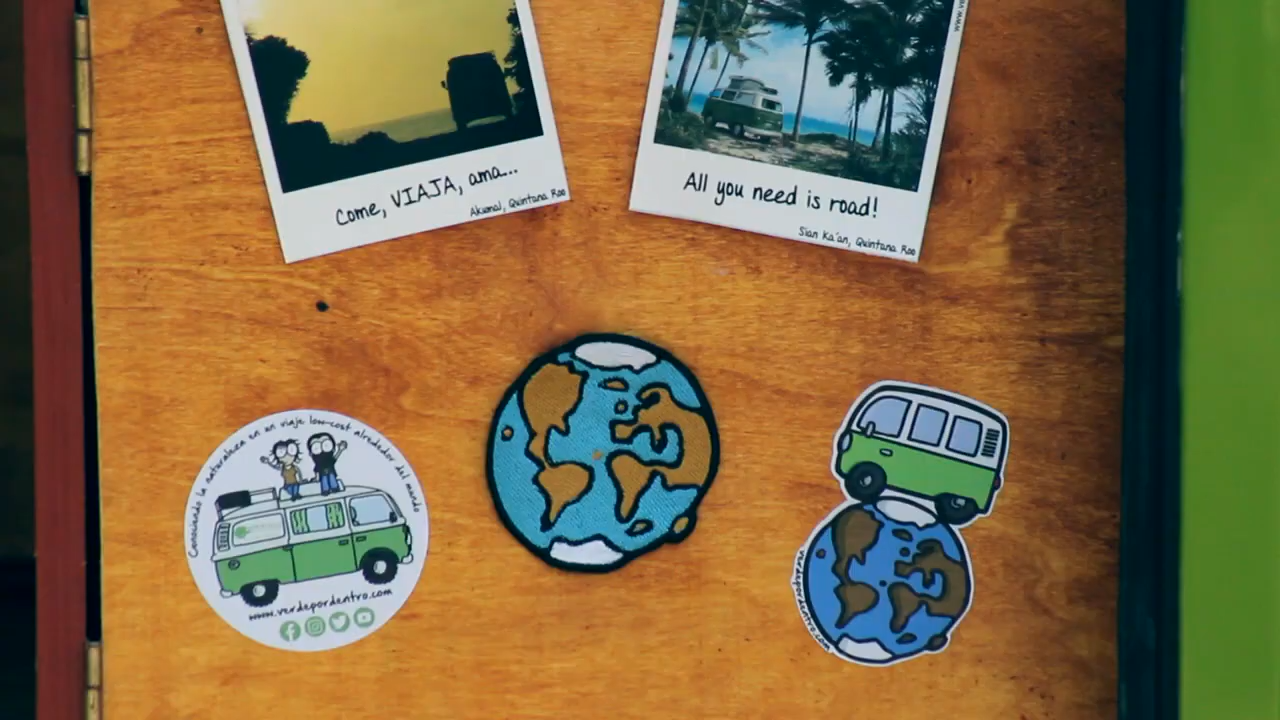 Come, VIAJA, ama...
Akumal, Quintana Roo
All you need is road!
Sian Ka'an, Quintana Roo
Conociendo la naturaleza en un viaje low-cost alrededor del mundo
www.verdepordentro.com
verdepordentro.com